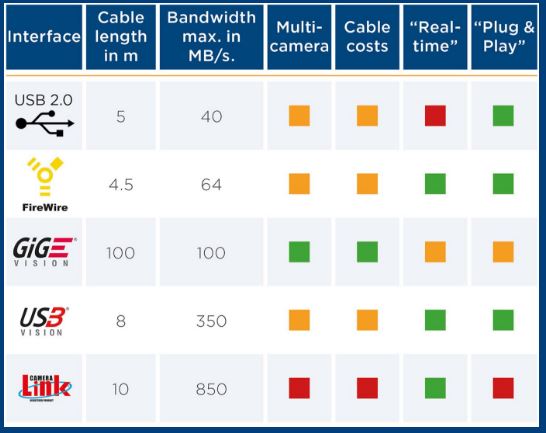 Interface
Cable
length
in m
Bandwidth
max. in
MB/s.
Multi-
camera
Cable
costs
“Real-
time”
“Plug &
Play”
USB 2.0
5
40
FireWire
4.5
64
GiGE
VISION
100
100
USB3
VISION
8
350
CAMERA
Link
10
850